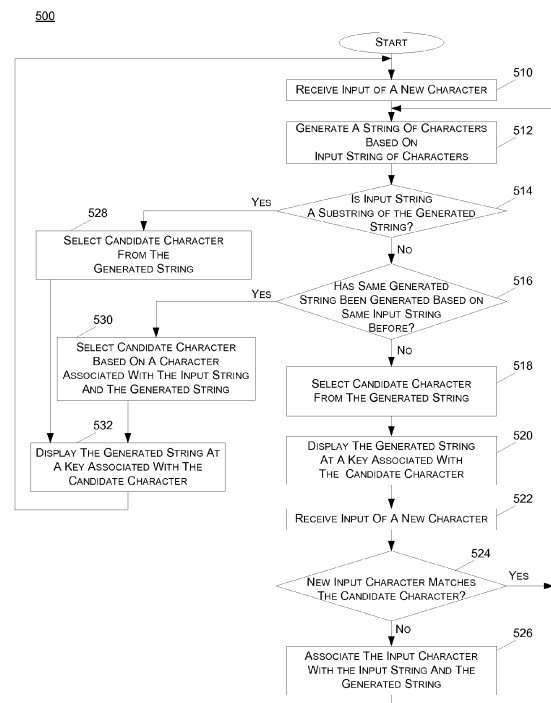 500
START
510
RECEIVE INPUT OF A NEW CHARACTER
GENERATE A STRING OF CHARACTERS
BASED ON
INPUT STRING OF CHARACTERS
512
IS INPUT STRING
A SUBSTRING OF THE GENERATED
STRING?
514
YES
NO
528
SELECT CANDIDATE CHARACTER
FROM THE
GENERATED STRING
HAS SAME GENERATED
STRING BEEN GENERATED BASED ON
SAME INPUT STRING
BEFORE?
516
YES
NO
530
SELECT CANDIDATE CHARACTER
BASED ON A CHARACTER
ASSOCIATED WITH THE INPUT STRING
AND THE GENERATED STRING
518
SELECT CANDIDATE CHARACTER
FROM THE GENERATED STRING
532
DISPLAY THE GENERATED STRING AT
A KEY ASSOCIATED WITH THE
CANDIDATE CHARACTER
520
DISPLAY THE GENERATED STRING
AT A KEY ASSOCIATED WITH
THE CANDIDATE CHARACTER
522
RECEIVE INPUT OF A NEW CHARACTER
524
NEW INPUT CHARACTER MATCHES
THE CANDIDATE CHARACTER?
YES
NO
526
ASSOCIATE THE INPUT CHARACTER
WITH THE INPUT STRING AND THE
GENERATED STRING